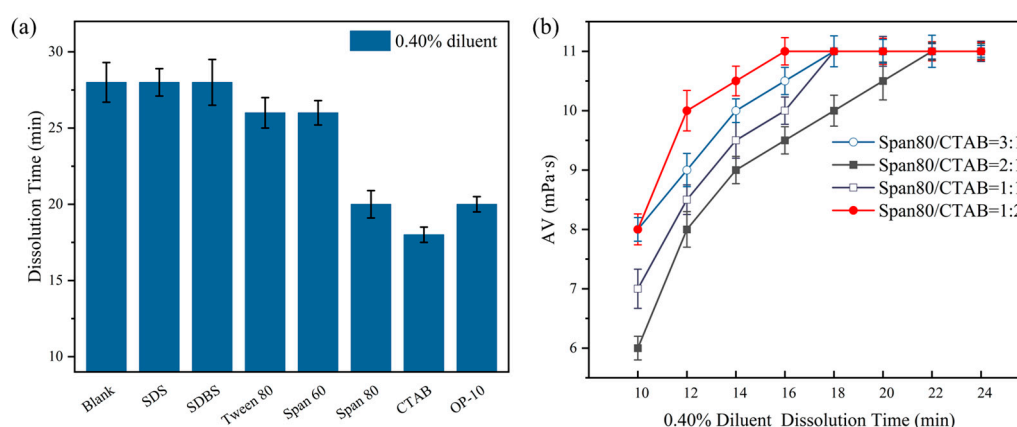 (a)
0.40% diluent
Dissolution Time (min)
30
25
20
15
10
Blank
SDS
SDBS
Tween 80
Span 60
Span 80
CTAB
OP-10
(b)
AV (mPa·s)
11
10
9
8
7
6
Span80/CTAB=3:1
Span80/CTAB=2:1
Span80/CTAB=1:1
Span80/CTAB=1:2
10
12
14
16
18
20
22
24
0.40% Diluent Dissolution Time (min)